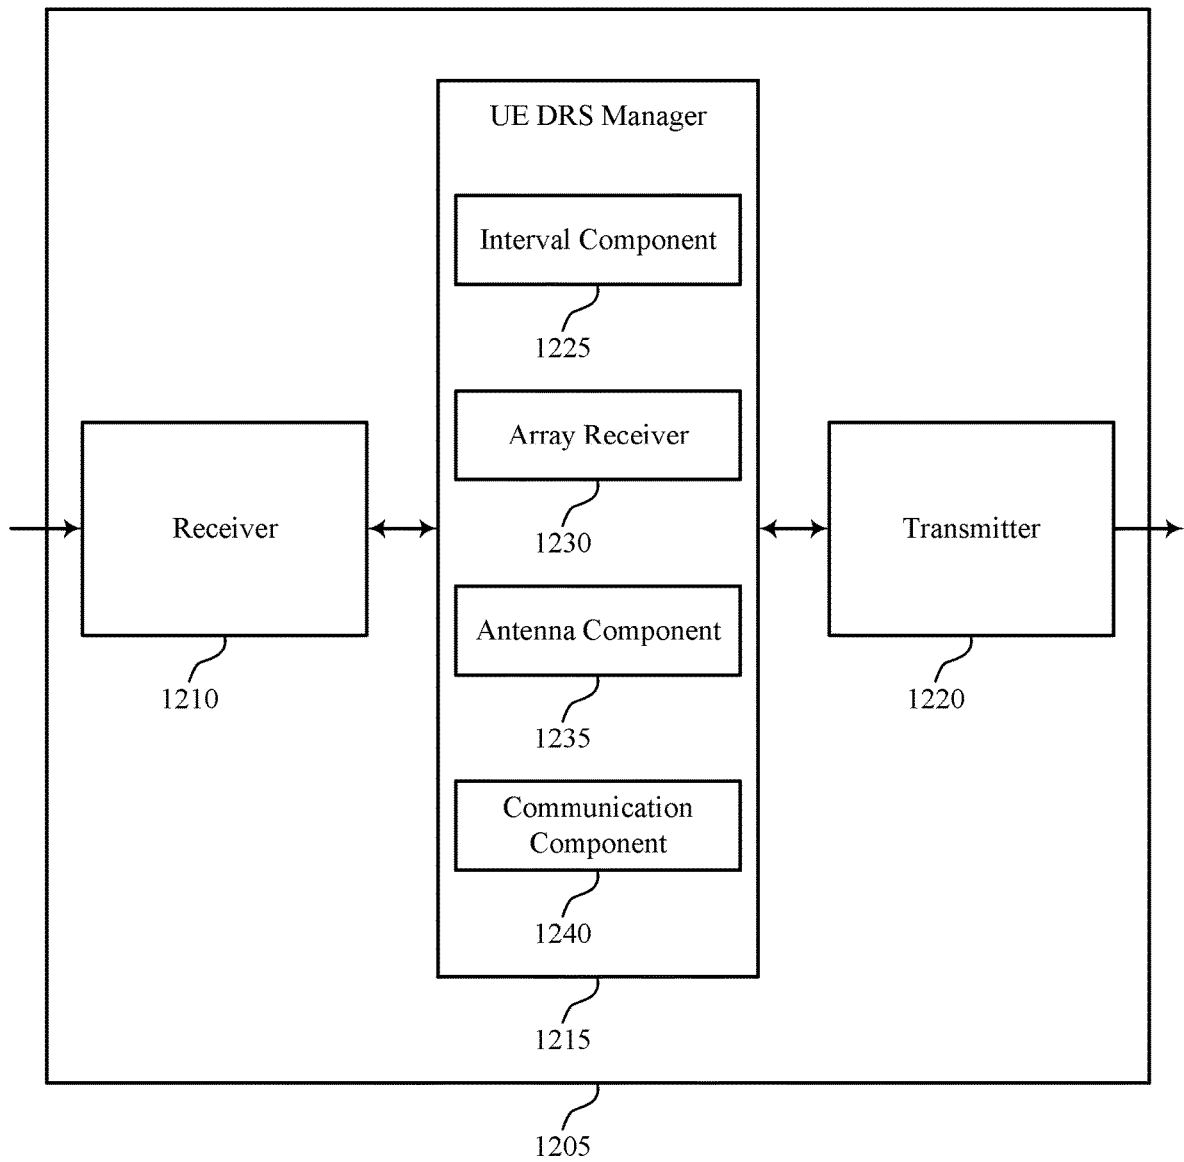 UE DRS Manager
Interval Component
1225
Array Receiver
1230
Receiver
1210
Transmitter
1220
Antenna Component
1235
Communication
Component
1240
1215
1205